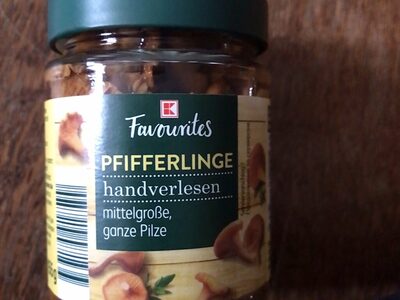 K
Favourites
PFIFFERLINGE
handverlesen
mittelgroße,
ganze Pilze